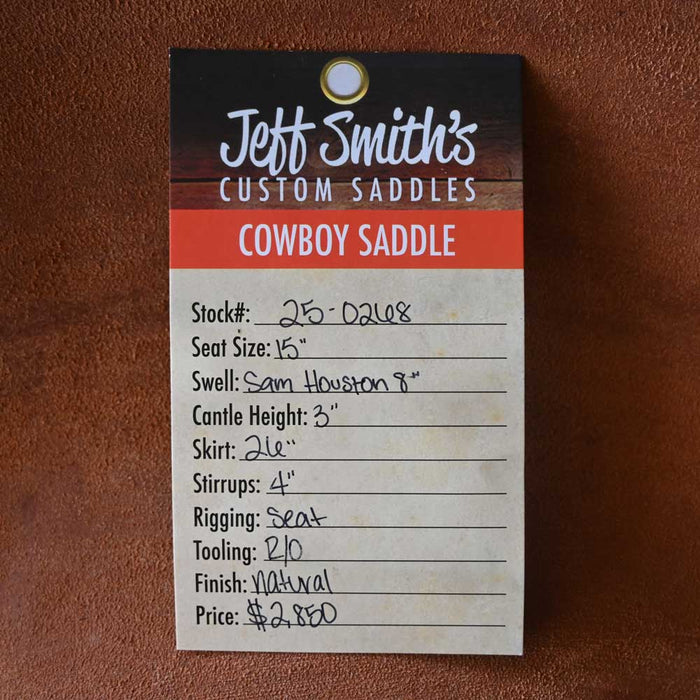 Jeff Smith's
CUSTOM SADDLES
COWBOY SADDLE
Stock#: 25-0268
Seat Size: 15"
Swell: Sam Houston 8"
Cantle Height: 3"
Skirt: 26"
Stirrups: 4"
Rigging: Seat
Tooling: R/O
Finish: Natural
Price: $2,850